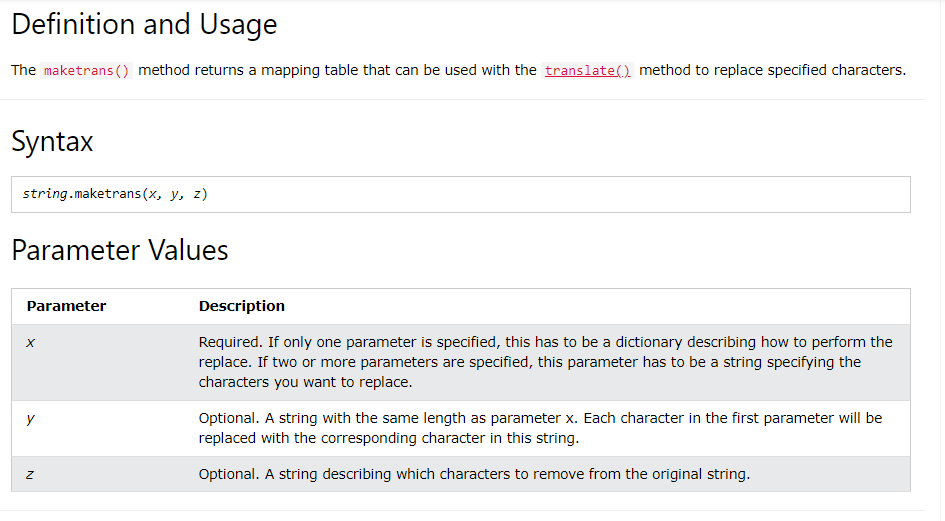 Definition and Usage
The maketrans() method returns a mapping table that can be used with the translate() method to replace specified characters.
Syntax
string.maketrans(x, y, z)
Parameter Values
Parameter Description
x Required. If only one parameter is specified, this has to be a dictionary describing how to perform the
replace. If two or more parameters are specified, this parameter has to be a string specifying the
characters you want to replace.
y Optional. A string with the same length as parameter x. Each character in the first parameter will be
replaced with the corresponding character in this string.
z Optional. A string describing which characters to remove from the original string.